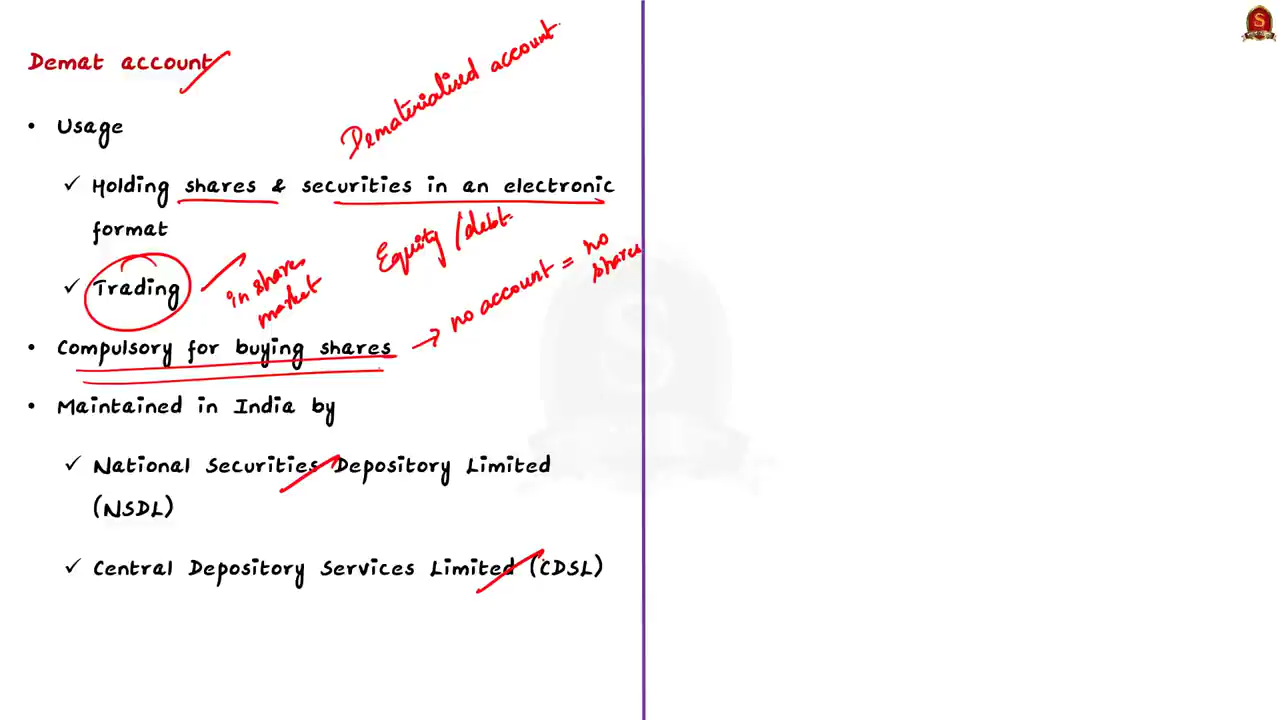 Demat account
Dematerialised account
• Usage
✓ Holding shares & securities in an electronic
format
Equity / debt
✓ Trading
in share
market
• Compulsory for buying shares
no account = no
shares
• Maintained in India by
✓ National Securities Depository Limited
(NSDL)
✓ Central Depository Services Limited (CDSL)
S